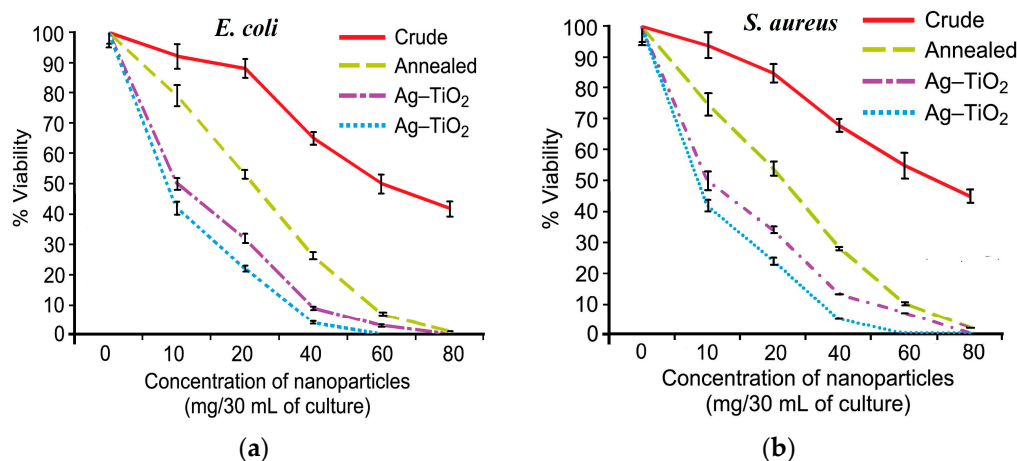 E. coli
100
90
80
70
60
50
40
30
20
10
0
% Viability
Crude
Annealed
Ag–TiO₂
Ag–TiO₂
0 10 20 40 60 80
Concentration of nanoparticles
(mg/30 mL of culture)
(a)
S. aureus
100
90
80
70
60
50
40
30
20
10
0
% Viability
Crude
Annealed
Ag–TiO₂
Ag–TiO₂
0 10 20 40 60 80
Concentration of nanoparticles
(mg/30 mL of culture)
(b)